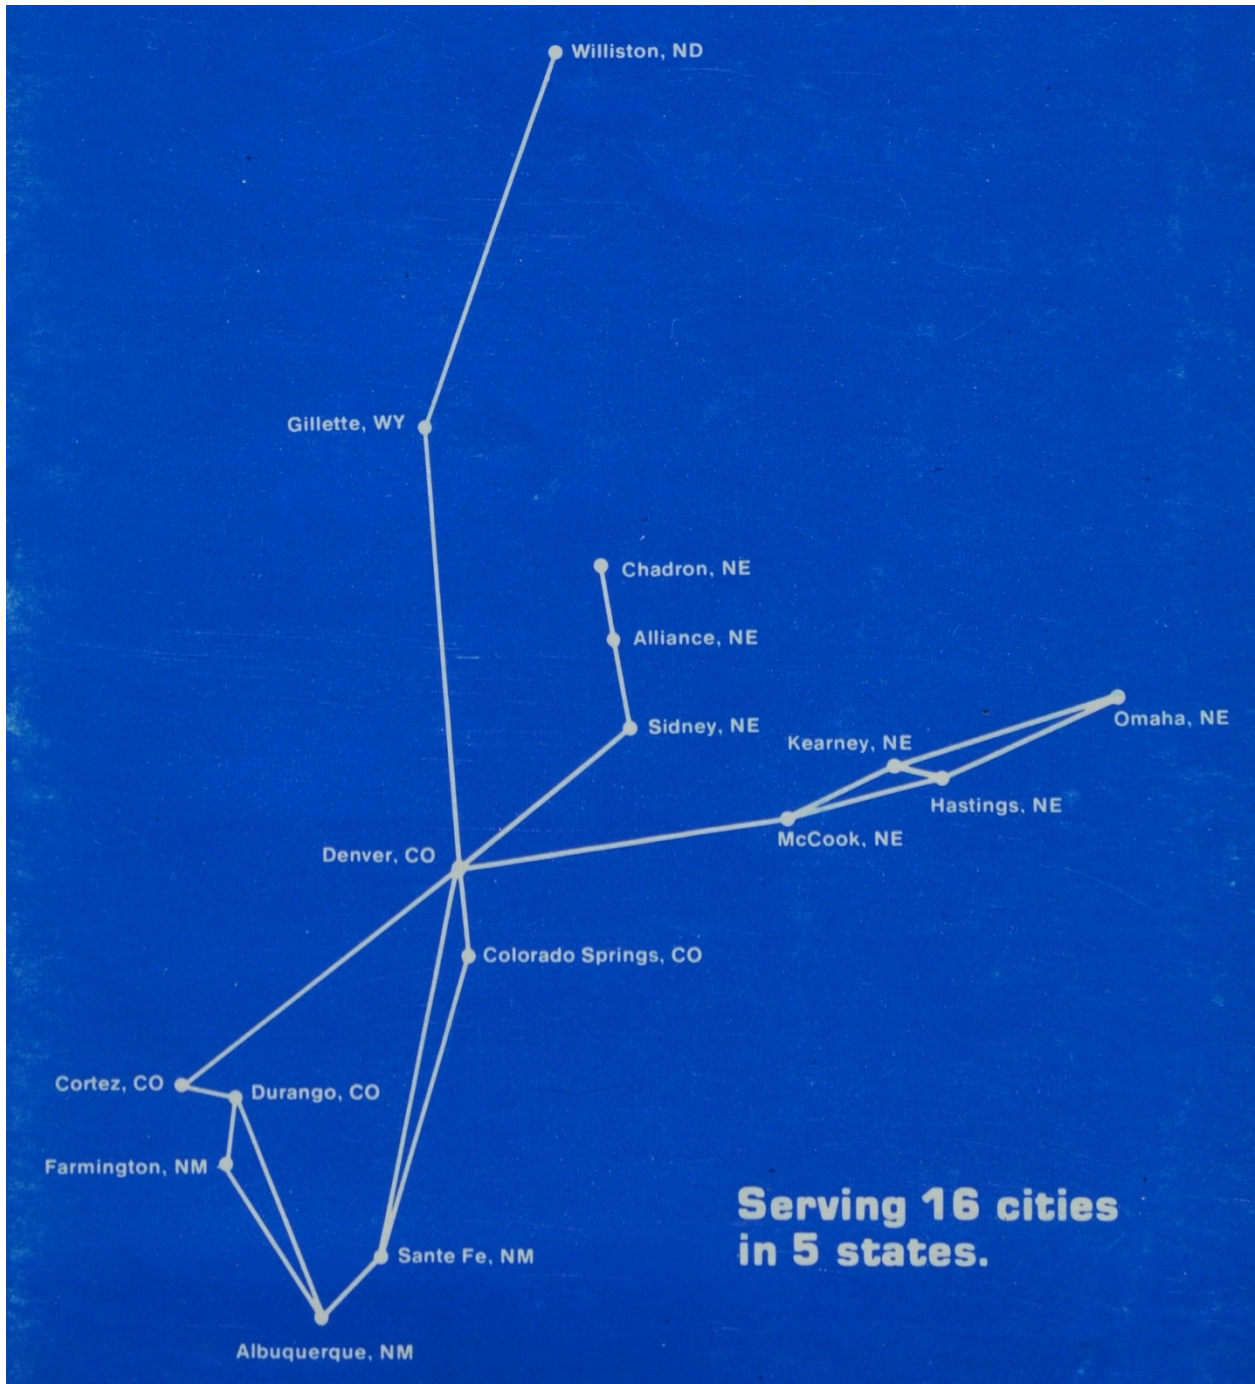 Williston, ND
Gillette, WY
Chadron, NE
Alliance, NE
Sidney, NE
Omaha, NE
Kearney, NE
Hastings, NE
McCook, NE
Denver, CO
Colorado Springs, CO
Cortez, CO
Durango, CO
Farmington, NM
Serving 16 cities
in 5 states.
Sante Fe, NM
Albuquerque, NM